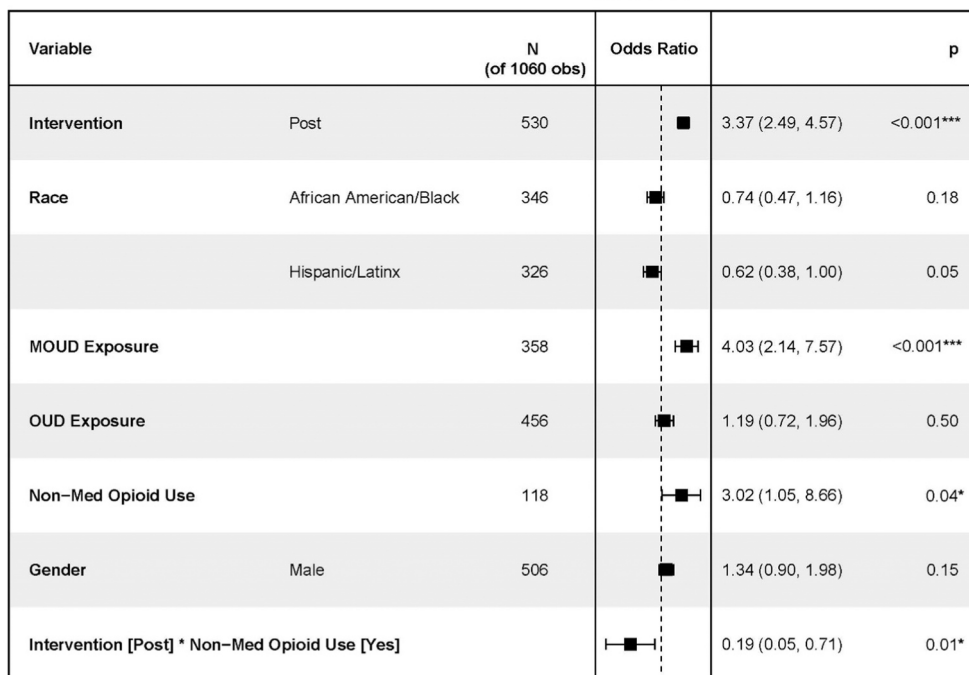 Variable N Odds Ratio p
(of 1060 obs)
Intervention Post 530 3.37 (2.49, 4.57) <0.001***
Race African American/Black 346 0.74 (0.47, 1.16) 0.18
Hispanic/Latinx 326 0.62 (0.38, 1.00) 0.05
MOUD Exposure 358 4.03 (2.14, 7.57) <0.001***
OUD Exposure 456 1.19 (0.72, 1.96) 0.50
Non−Med Opioid Use 118 3.02 (1.05, 8.66) 0.04*
Gender Male 506 1.34 (0.90, 1.98) 0.15
Intervention [Post] * Non−Med Opioid Use [Yes] 0.19 (0.05, 0.71) 0.01*